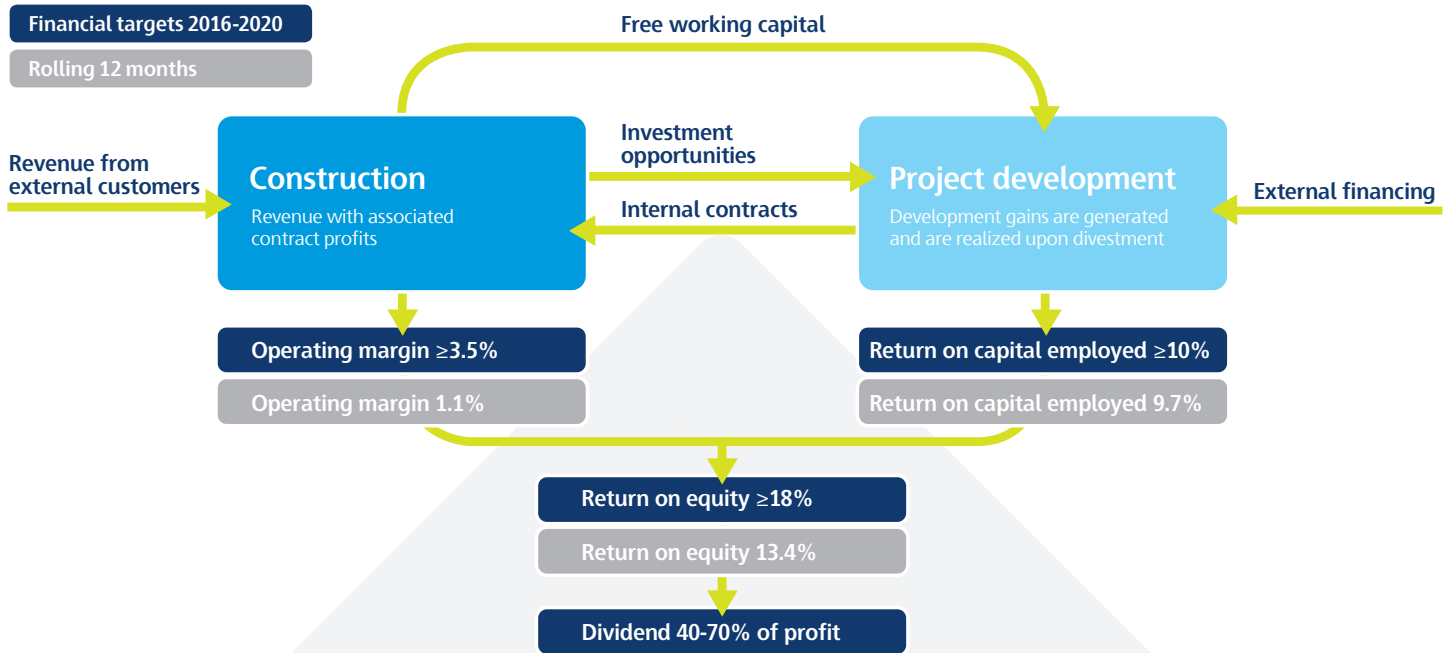 Financial targets 2016-2020
Rolling 12 months
Free working capital
Revenue from
external customers
Construction
Revenue with associated
contract profits
Investment
opportunities
Internal contracts
Project development
Development gains are generated
and are realized upon divestment
External financing
Operating margin ≥3.5%
Operating margin 1.1%
Return on capital employed ≥10%
Return on capital employed 9.7%
Return on equity ≥18%
Return on equity 13.4%
Dividend 40-70% of profit